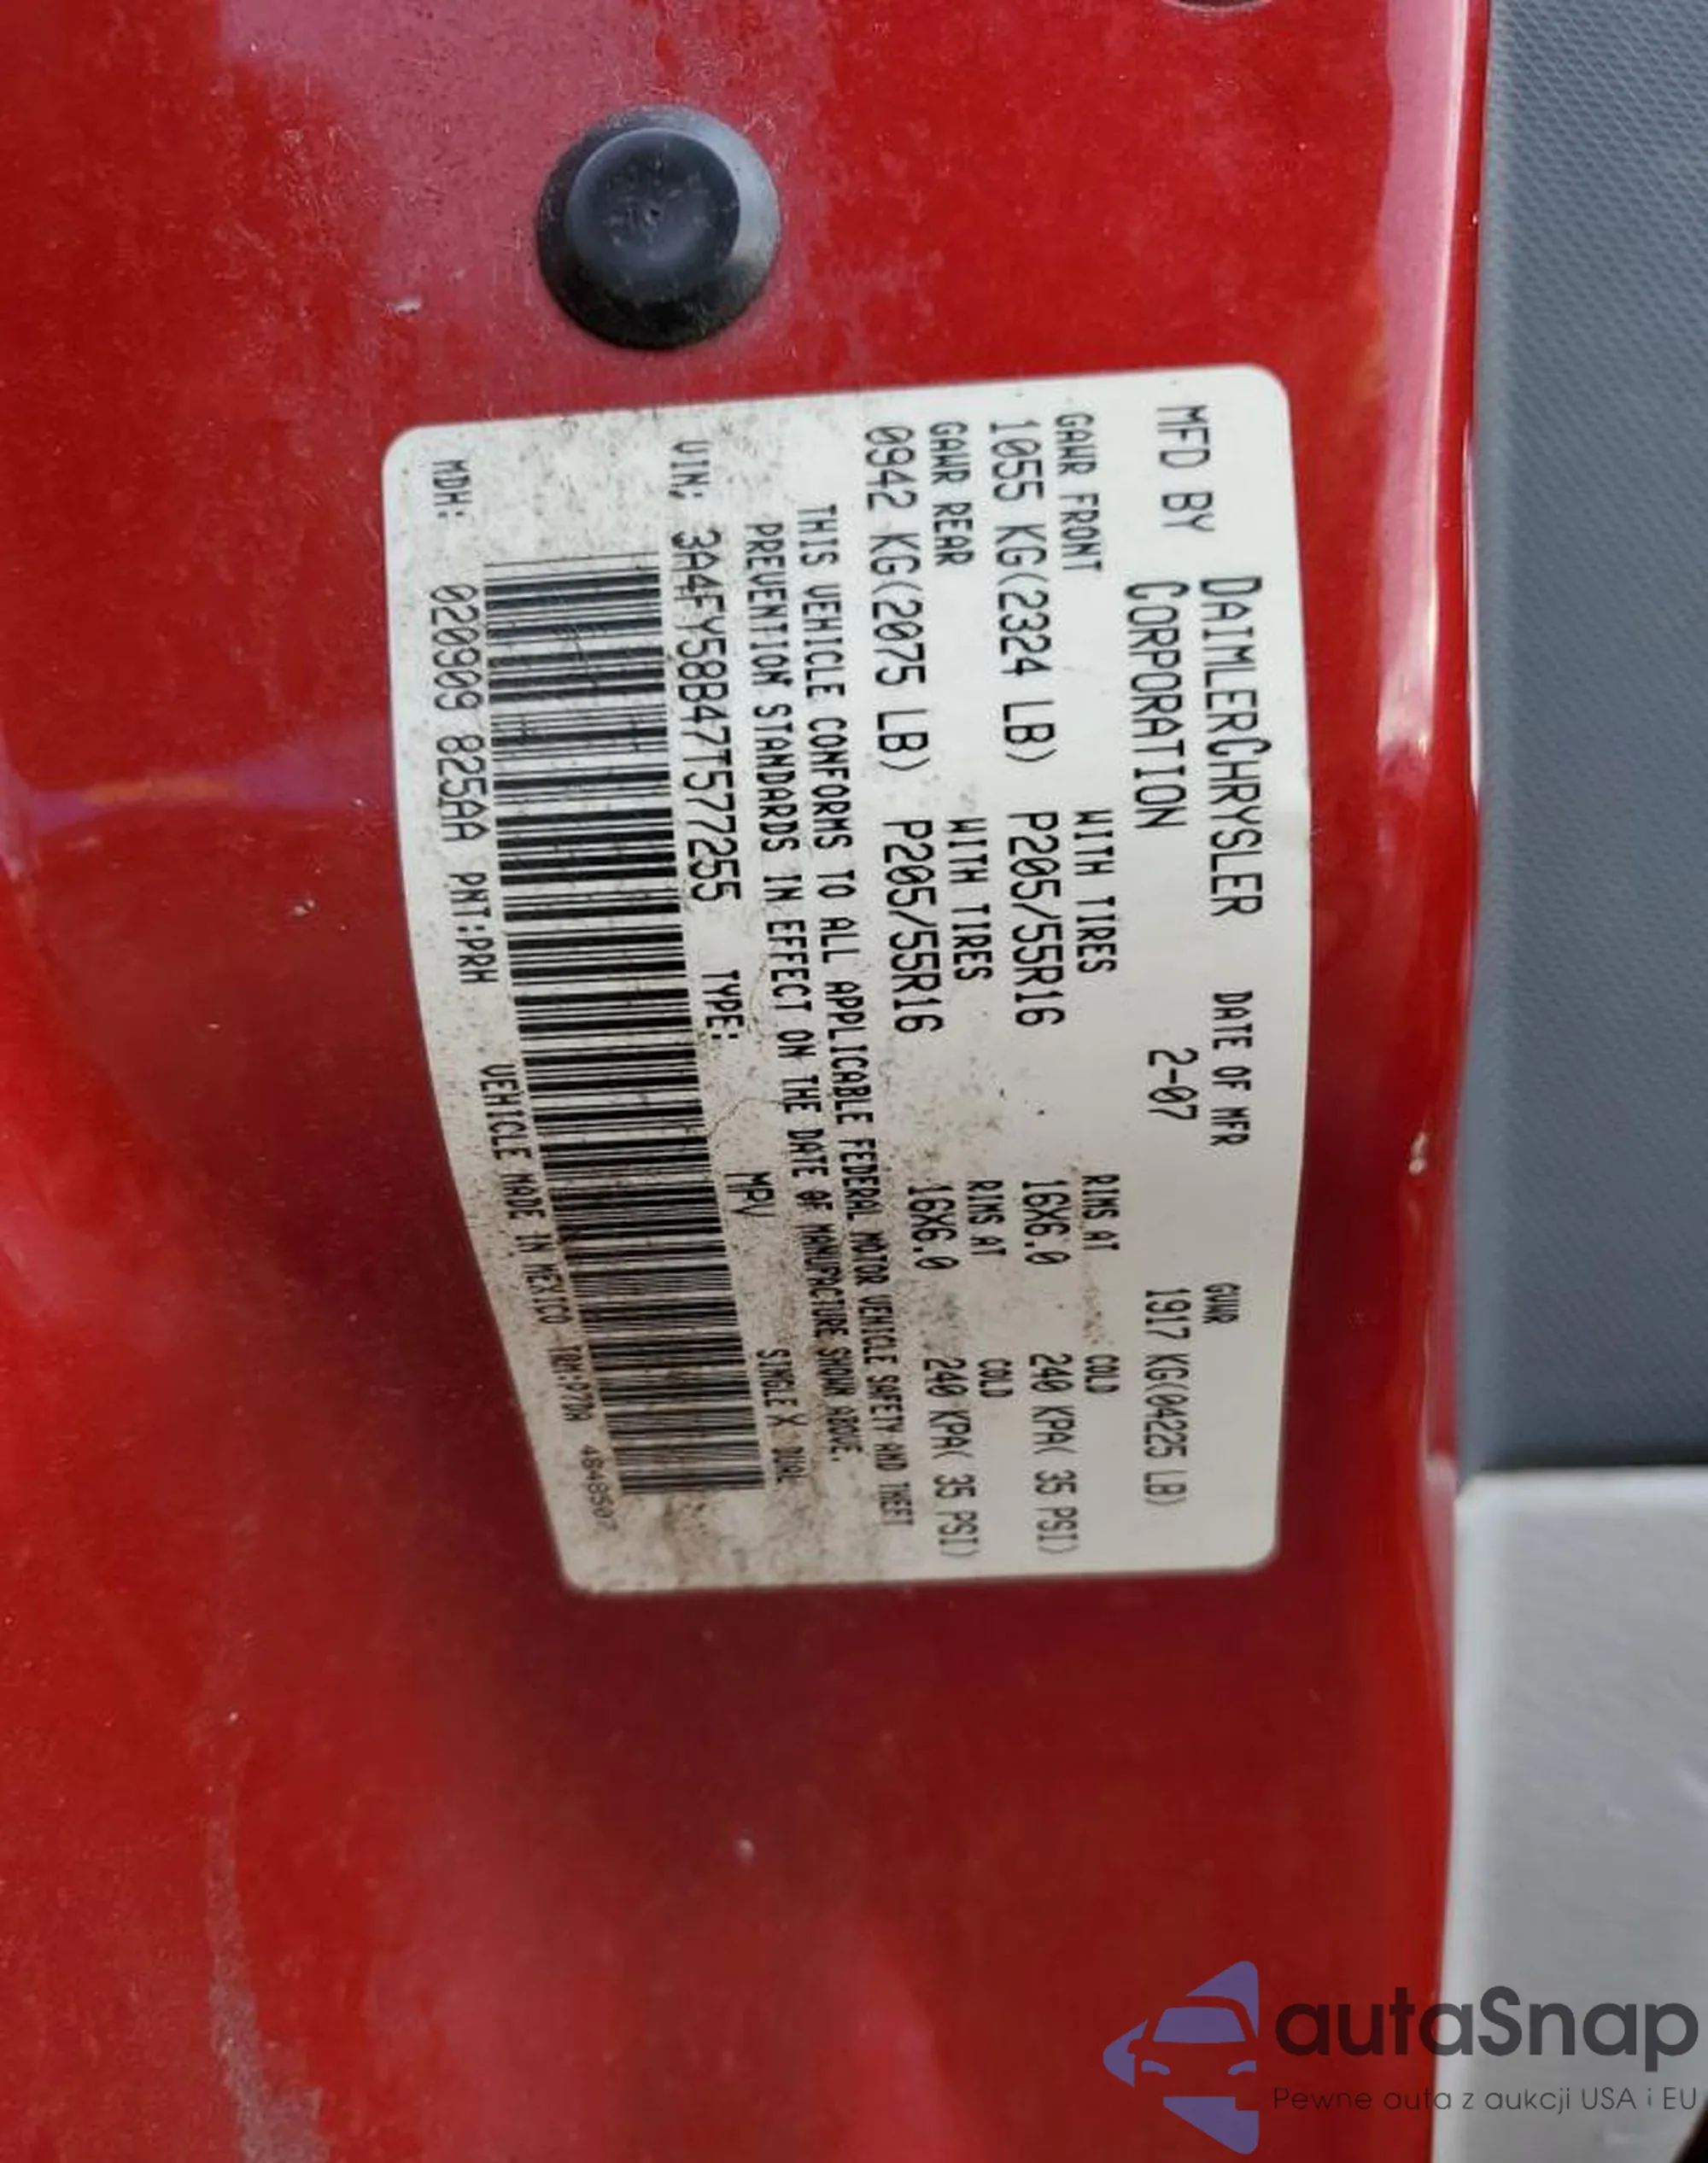 MFD BY DAIMLERCHRYSLER CORPORATION DATE OF MFR 2-07 GVWR 1917 KG(04225 LB)
GAWR FRONT WITH TIRES RIMS AT COLD
1055 KG(2324 LB) P205/55R16 16X6.0 240 KPA( 35 PSI)
GAWR REAR WITH TIRES RIMS AT COLD
0942 KG(2075 LB) P205/55R16 16X6.0 240 KPA( 35 PSI)
THIS VEHICLE CONFORMS TO ALL APPLICABLE FEDERAL MOTOR VEHICLE SAFETY AND THEFT
PREVENTION STANDARDS IN EFFECT ON THE DATE OF MANUFACTURE SHOWN ABOVE.
VIN: 3A4FY58B47T577255 TYPE: MPV SINGLE X DUAL
MDH: 020909 825AA PNT:PRH VEHICLE MADE IN MEXICO TRM:P7DA 4848507
autaSnap
Pewne auta z aukcji USA i EU